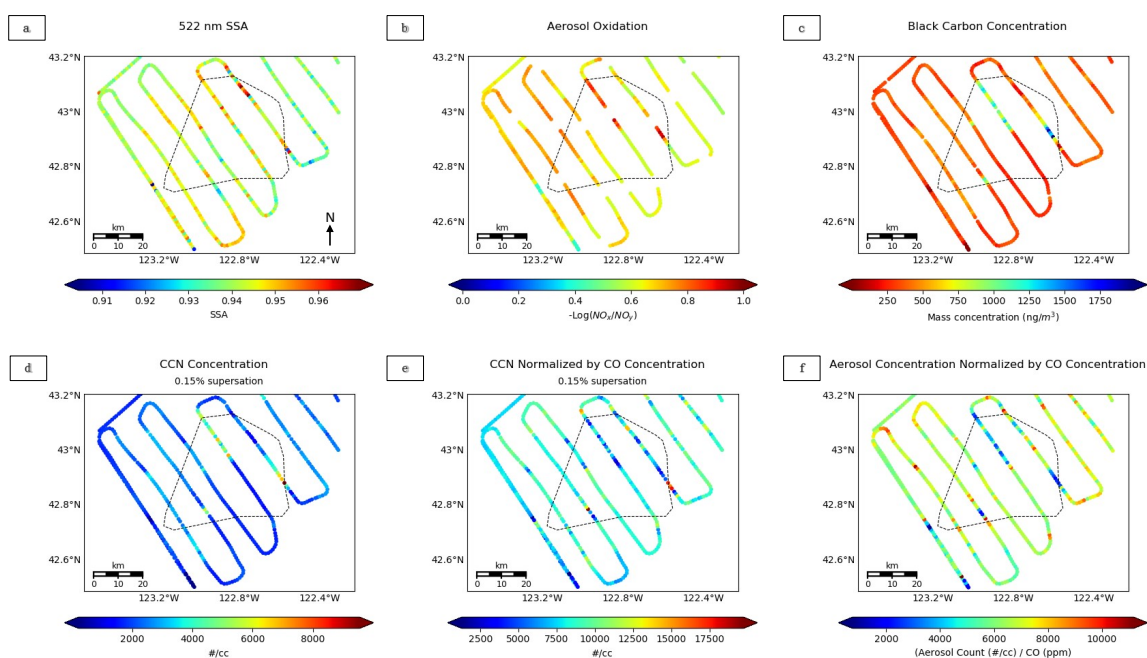 a
522 nm SSA
43.2°N
43°N
42.8°N
42.6°N
km
0 10 20
N
123.2°W 122.8°W 122.4°W
0.91 0.92 0.93 0.94 0.95 0.96
SSA
b
Aerosol Oxidation
43.2°N
43°N
42.8°N
42.6°N
km
0 10 20
123.2°W 122.8°W 122.4°W
0.0 0.2 0.4 0.6 0.8 1.0
-Log(NOx/NOy)
c
Black Carbon Concentration
43.2°N
43°N
42.8°N
42.6°N
km
0 10 20
123.2°W 122.8°W 122.4°W
250 500 750 1000 1250 1500 1750
Mass concentration (ng/m³)
d
CCN Concentration
0.15% supersation
43.2°N
43°N
42.8°N
42.6°N
km
0 10 20
123.2°W 122.8°W 122.4°W
2000 4000 6000 8000
#/cc
e
CCN Normalized by CO Concentration
0.15% supersation
43.2°N
43°N
42.8°N
42.6°N
km
0 10 20
123.2°W 122.8°W 122.4°W
2500 5000 7500 10000 12500 15000 17500
#/cc
f
Aerosol Concentration Normalized by CO Concentration
43.2°N
43°N
42.8°N
42.6°N
km
0 10 20
123.2°W 122.8°W 122.4°W
2000 4000 6000 8000 10000
(Aerosol Count (#/cc) / CO (ppm)